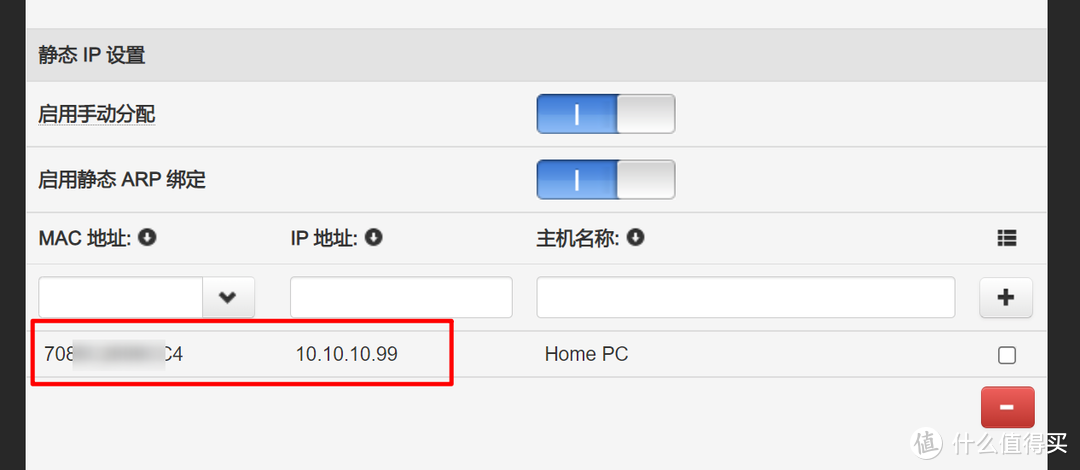 静态 IP 设置
启用手动分配
启用静态 ARP 绑定
MAC 地址: IP 地址: 主机名称:
708 C4 10.10.10.99 Home PC
值 什么值得买